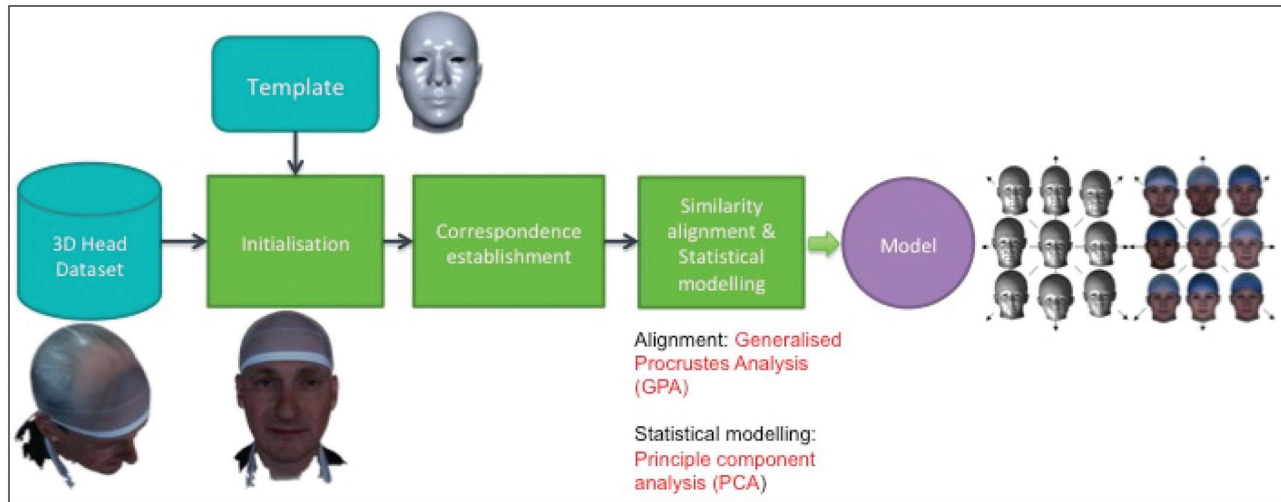 Template
3D Head
Dataset
Initialisation
Correspondence
establishment
Similarity
alignment &
Statistical
modelling
Model
Alignment: Generalised
Procrustes Analysis
(GPA)
Statistical modelling:
Principle component
analysis (PCA)